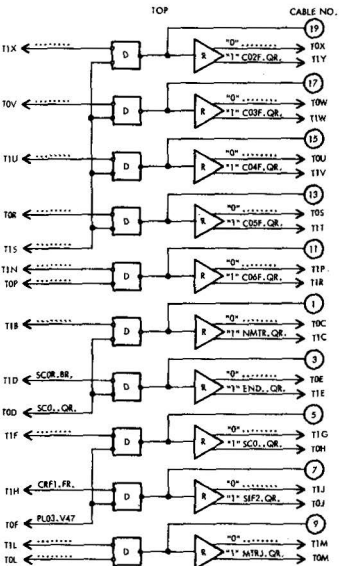 TOP CABLE NO.
19
T1X ........ D R "0" ........ T0X
"1" C02F.QR. T1Y
17
T0V ........ D R "0" ........ T0W
"1" C03F.QR. T1W
15
T1U ........ D R "0" ........ T0U
"1" C04F.QR. T1V
13
T0R ........ D R "0" ........ T0S
"1" C05F.QR. T1T
T1S ........
11
T1N ........ D R "0" ........ T1P
T0P ........ "1" C06F.QR. T1R
1
T1B ........ D R "0" ........ T0C
"1" NMTR.QR. T1C
3
T1D SC0R.BR. D R "0" ........ T0E
"1" END..QR. T1E
T0D SC0..QR.
5
T1F ........ D R "0" ........ T1G
"1" SC0..QR. T0H
7
T1H CRF1.FR. D R "0" ........ T1J
"1" SIF2.QR. T0J
T0F PL03.V47
9
T1L ........ D R "0" ........ T1M
T0L ........ "1" MTRJ.QR. T0M